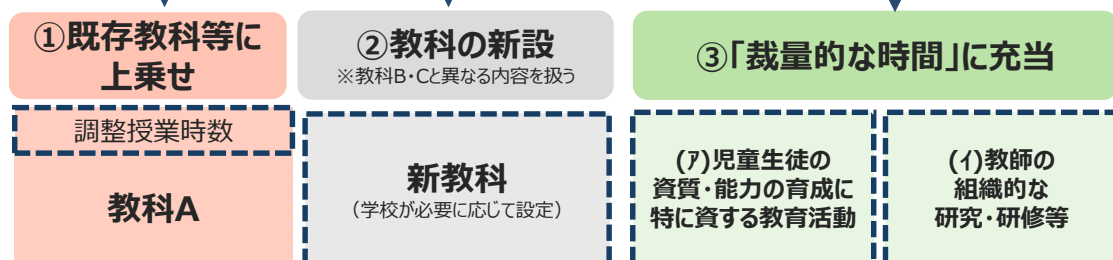 ①既存教科等に
上乗せ
②教科の新設
※教科B・Cと異なる内容を扱う
③「裁量的な時間」に充当
調整授業時数
教科A
新教科
（学校が必要に応じて設定）
(ｱ)児童生徒の
資質・能力の育成に
特に資する教育活動
(ｲ)教師の
組織的な
研究・研修等